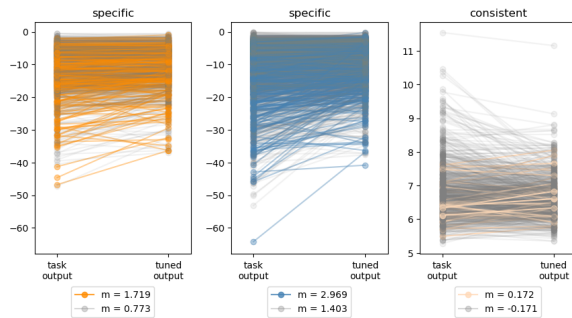 specific
0
−10
−20
−30
−40
−50
−60
task
output
tuned
output
m = 1.719
m = 0.773
specific
0
−10
−20
−30
−40
−50
−60
task
output
tuned
output
m = 2.969
m = 1.403
consistent
11
10
9
8
7
6
5
task
output
tuned
output
m = 0.172
m = -0.171